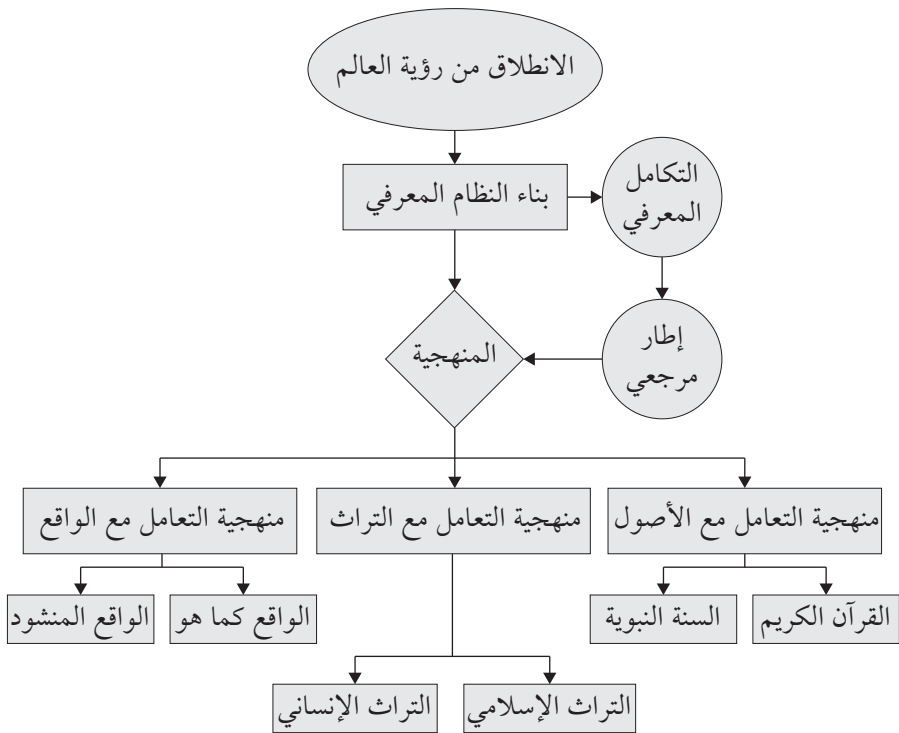 الانطلاق من رؤية العالم
بناء النظام المعرفي
التكامل
المعرفي
إطار
مرجعي
المنهجية
منهجية التعامل مع الأصول
منهجية التعامل مع التراث
منهجية التعامل مع الواقع
القرآن الكريم
السنة النبوية
الواقع كما هو
الواقع المنشود
التراث الإسلامي
التراث الإنساني